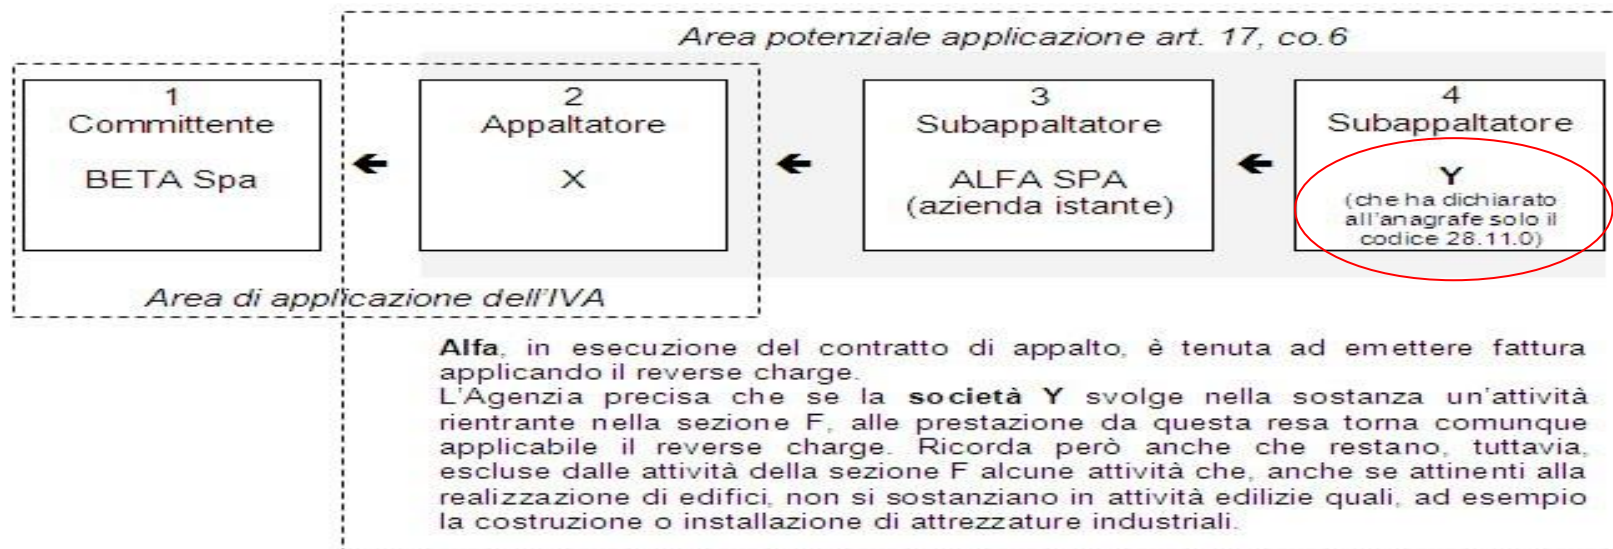 Area potenziale applicazione art. 17, co.6
1
Committente
BETA Spa
2
Appaltatore
X
3
Subappaltatore
ALFA SPA
(azienda istante)
4
Subappaltatore
Y
(che ha dichiarato
all'anagrafe solo il
codice 28.11.0)
Area di applicazione dell'IVA
Alfa, in esecuzione del contratto di appalto, è tenuta ad emettere fattura
applicando il reverse charge.
L'Agenzia precisa che se la società Y svolge nella sostanza un'attività
rientrante nella sezione F, alle prestazione da questa resa torna comunque
applicabile il reverse charge. Ricorda però anche che restano, tuttavia,
escluse dalle attività della sezione F alcune attività che, anche se attinenti alla
realizzazione di edifici, non si sostanziano in attività edilizie quali, ad esempio
la costruzione o installazione di attrezzature industriali.